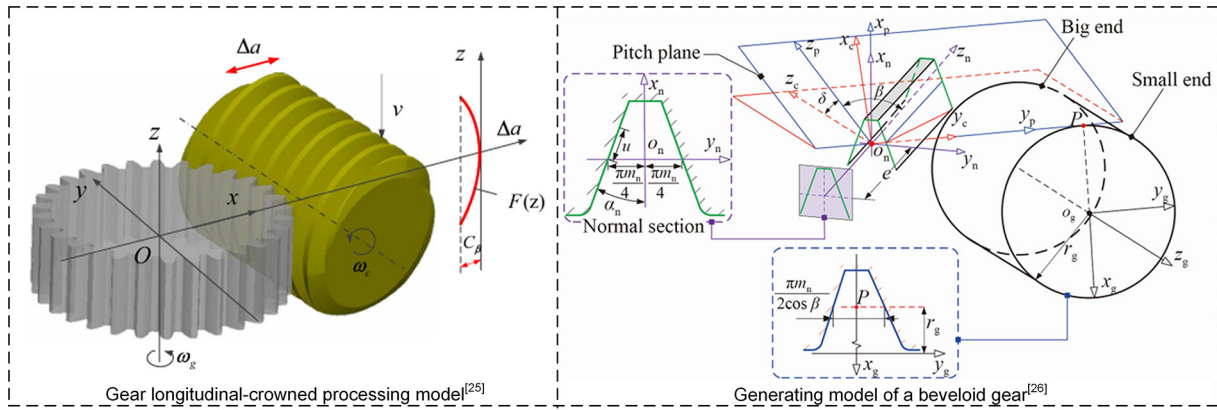 Δa
z
v
z
Δa
y
x
F(z)
O
C_β
ω_c
ω_g
Gear longitudinal-crowned processing model[25]
Pitch plane
x_p
x_c
z_p
x_n
z_n
Big end
Small end
z_c
δ
β
y_c
y_p
P
o_n
y_n
e
x_n
u
o_n
y_n
πm_n
4
πm_n
4
α_n
Normal section
y_g
o_g
r_g
z_g
x_g
πm_n
2cos β
P
r_g
x_g
y_g
Generating model of a beveloid gear[26]